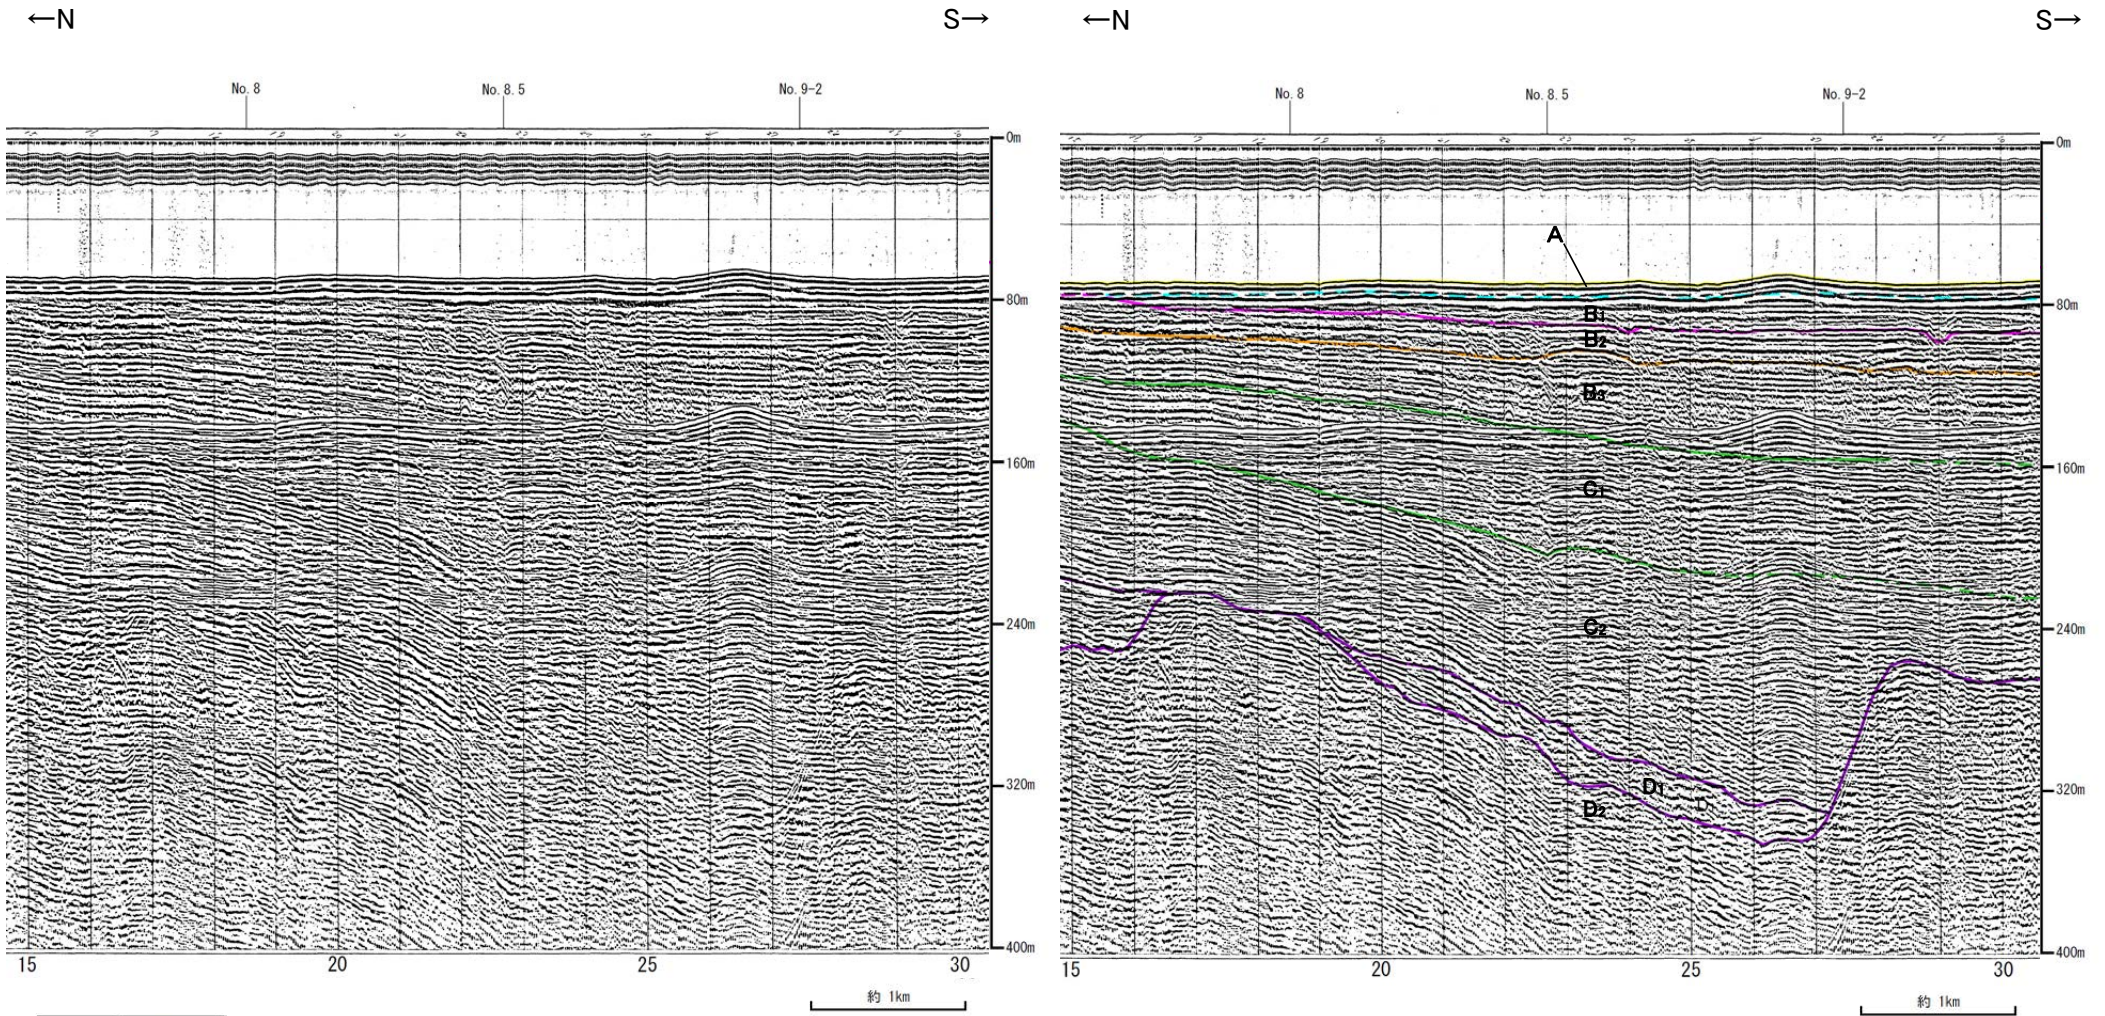 ←N S→
No.8 No.8.5 No.9-2
0m
80m
160m
240m
320m
400m
15 20 25 30
約 1km
←N S→
No.8 No.8.5 No.9-2
0m
A
80m
B1
B2
B3
160m
C1
C2
240m
D1
D
D2
320m
400m
15 20 25 30
約 1km